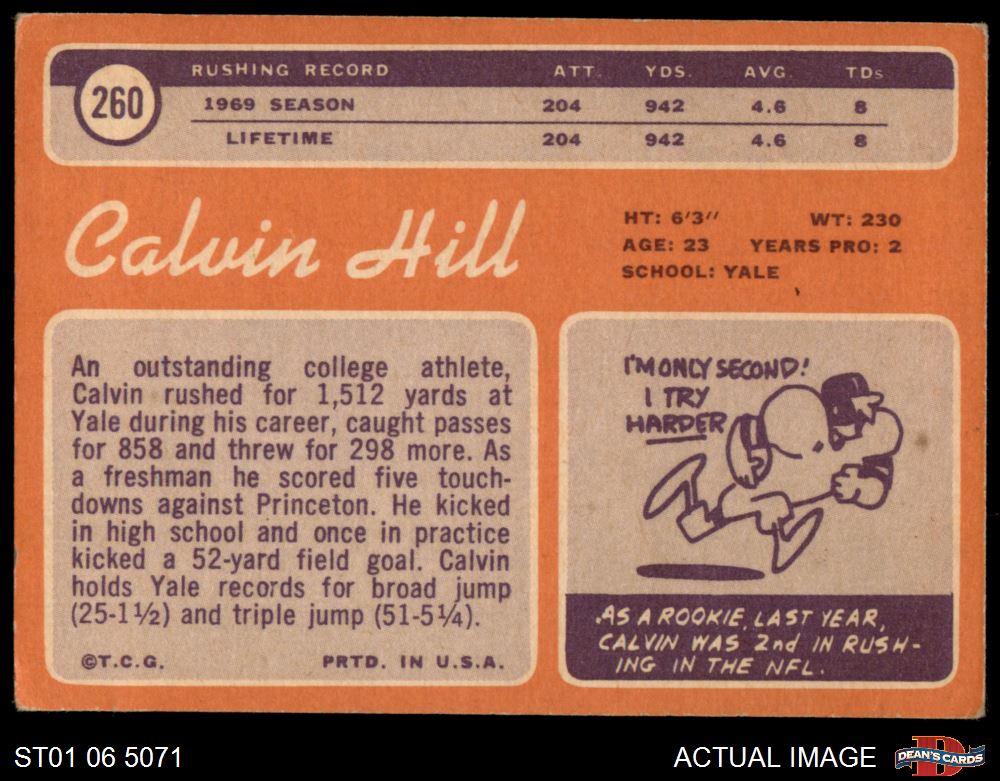 260
RUSHING RECORD ATT. YDS. AVG. TDs
1969 SEASON 204 942 4.6 8
LIFETIME 204 942 4.6 8
Calvin Hill
HT: 6'3" WT: 230
AGE: 23 YEARS PRO: 2
SCHOOL: YALE
An outstanding college athlete,
Calvin rushed for 1,512 yards at
Yale during his career, caught passes
for 858 and threw for 298 more. As
a freshman he scored five touch-
downs against Princeton. He kicked
in high school and once in practice
kicked a 52-yard field goal. Calvin
holds Yale records for broad jump
(25-1½) and triple jump (51-5¼).
©T.C.G. PRTD. IN U.S.A.
I'M ONLY SECOND!
I TRY
HARDER
AS A ROOKIE, LAST YEAR,
CALVIN WAS 2nd IN RUSH-
ING IN THE NFL.
ST01 06 5071
ACTUAL IMAGE
D
DEAN'S CARDS